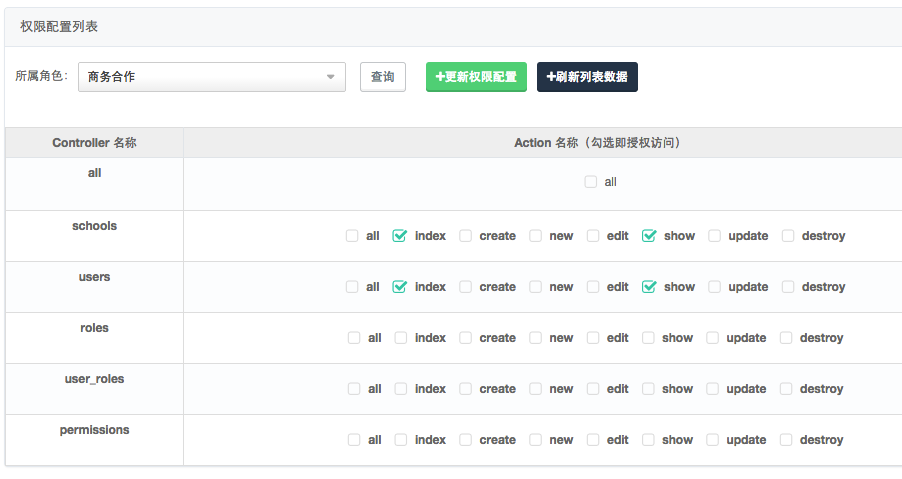 权限配置列表
所属角色: 商务合作 查询 +更新权限配置 +刷新列表数据
Controller 名称 Action 名称（勾选即授权访问）
all all
schools all index create new edit show update destroy
users all index create new edit show update destroy
roles all index create new edit show update destroy
user_roles all index create new edit show update destroy
permissions all index create new edit show update destroy